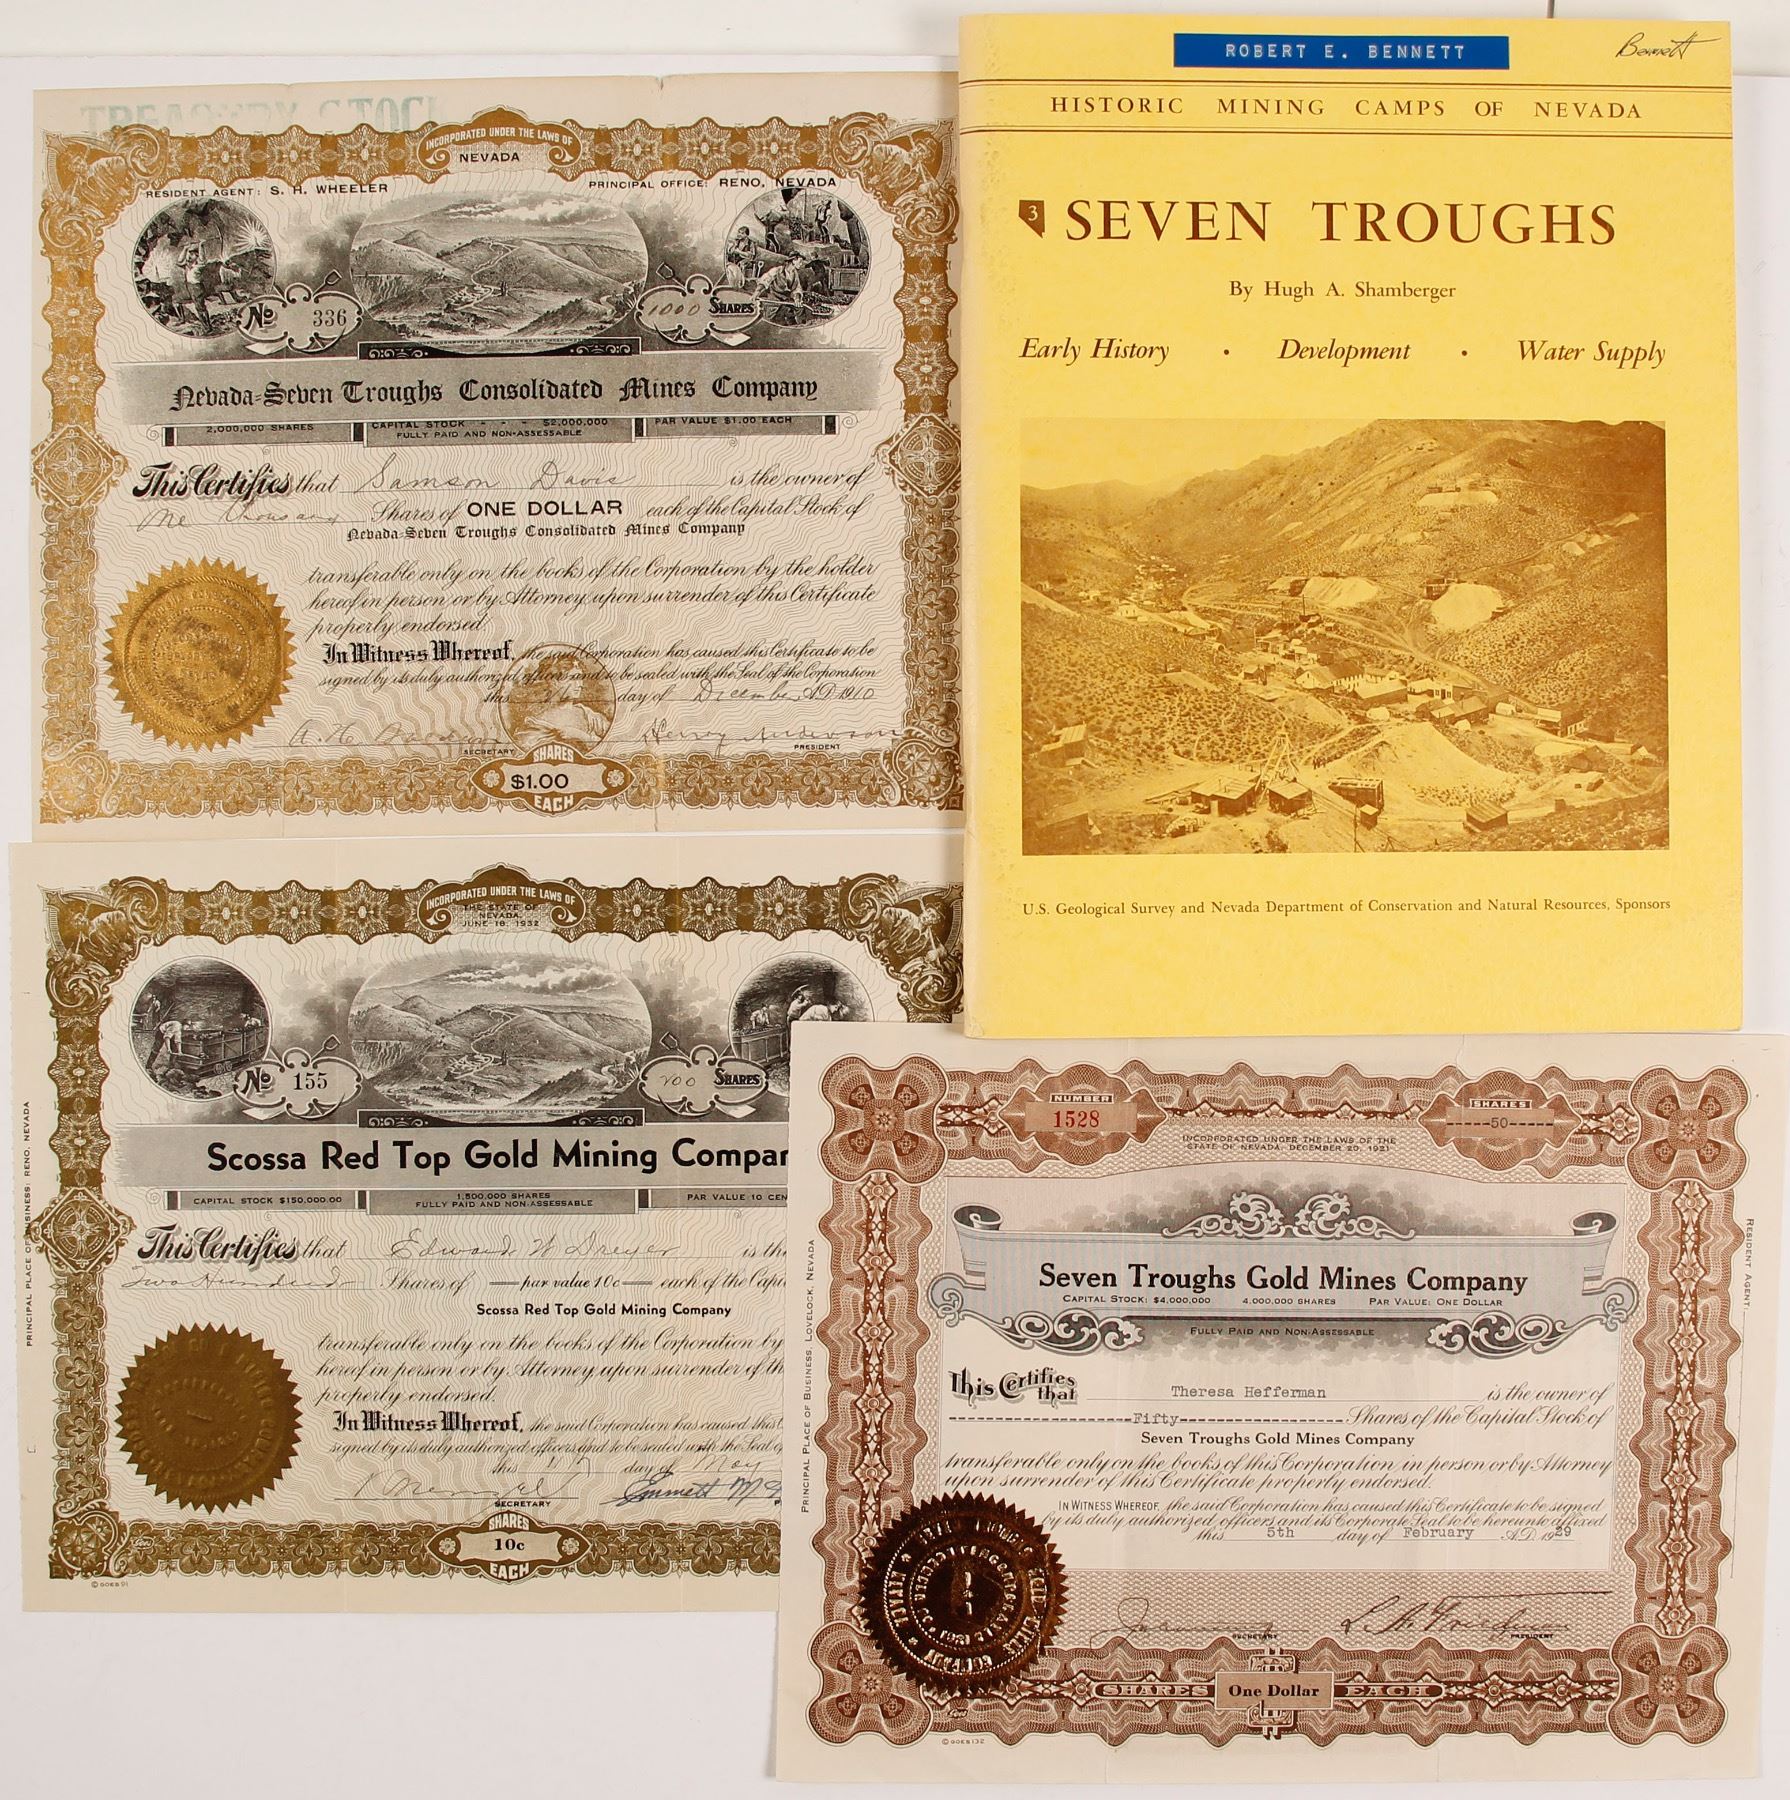 TREASURY STOCK
INCORPORATED UNDER THE LAWS OF
NEVADA
RESIDENT AGENT: S. H. WHEELER
PRINCIPAL OFFICE: RENO, NEVADA
No 336
1000 SHARES
Nevada-Seven Troughs Consolidated Mines Company
2,000,000 SHARES
CAPITAL STOCK - - - $2,000,000
FULLY PAID AND NON-ASSESSABLE
PAR VALUE $1.00 EACH
This Certifies that Samson Davis is the owner of
One thousand Shares of ONE DOLLAR each of the Capital Stock of
Nevada-Seven Troughs Consolidated Mines Company
transferable only on the books of the Corporation by the holder
hereof in person or by Attorney upon surrender of this Certificate
properly endorsed.
In Witness Whereof, the said Corporation has caused this Certificate to be
signed by its duly authorized officers and to be sealed with the Seal of the Corporation
this 26 day of December A.D. 1910
A. H.
Henry Anderson
SECRETARY
PRESIDENT
SHARES
$1.00
EACH
ROBERT E. BENNETT
Bennett
HISTORIC MINING CAMPS OF NEVADA
3 SEVEN TROUGHS
By Hugh A. Shamberger
Early History • Development • Water Supply
U.S. Geological Survey and Nevada Department of Conservation and Natural Resources, Sponsors
INCORPORATED UNDER THE LAWS OF
THE STATE OF
NEVADA
JUNE 18, 1932
No 155
200 SHARES
Scossa Red Top Gold Mining Compan
CAPITAL STOCK $150,000.00
1,500,000 SHARES
FULLY PAID AND NON-ASSESSABLE
PAR VALUE 10 CEN
This Certifies that Edward W Dreyer is th
Two Hundred Shares of par value 10c each of the Capi
Scossa Red Top Gold Mining Company
transferable only on the books of the Corporation by
hereof in person or by Attorney upon surrender of th
properly endorsed.
In Witness Whereof, the said Corporation has caused this
signed by its duly authorized officers and to be sealed with the Seal of
this 17 day of May
Emmett
SECRETARY
SHARES
10c
EACH
© GOES 91
PRINCIPAL PLACE OF BUSINESS: RENO, NEVADA
NUMBER
1528
INCORPORATED UNDER THE LAWS OF THE
STATE OF NEVADA, DECEMBER 20, 1921
SHARES
-----50-----
Seven Troughs Gold Mines Company
CAPITAL STOCK: $4,000,000 4,000,000 SHARES PAR VALUE: ONE DOLLAR
FULLY PAID AND NON-ASSESSABLE
This Certifies that Theresa Hefferman is the owner of
Fifty Shares of the Capital Stock of
Seven Troughs Gold Mines Company
transferable only on the books of this Corporation in person or by Attorney
upon surrender of this Certificate properly endorsed.
IN WITNESS WHEREOF, the said Corporation has caused this Certificate to be signed
by its duly authorized officers and its Corporate Seal to be hereunto affixed
this 5th day of February A.D. 1929
SECRETARY
PRESIDENT
SHARES One Dollar EACH
Goes
© GOES 132
PRINCIPAL PLACE OF BUSINESS, LOVELOCK, NEVADA
RESIDENT AGENT: